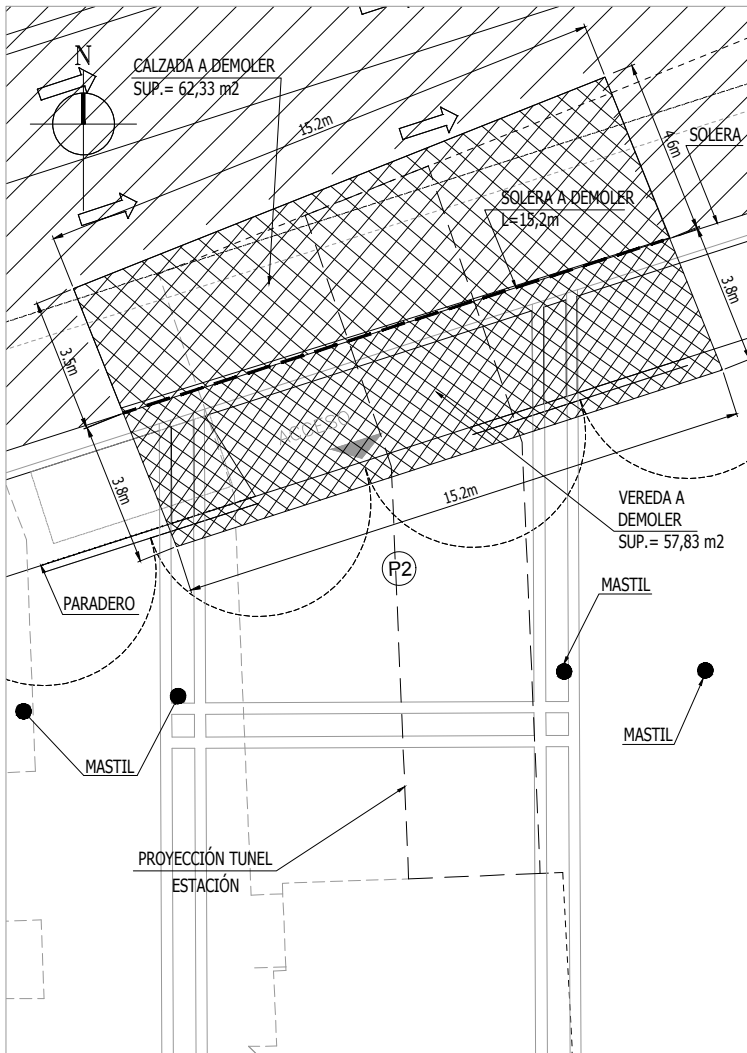 N
CALZADA A DEMOLER
SUP.= 62,33 m2
15.2m
4.6m
SOLERA
SOLERA A DEMOLER
L=15,2m
3.8m
3.5m
ACCESO
3.8m
15.2m
VEREDA A
DEMOLER
SUP.= 57,83 m2
P2
PARADERO
MASTIL
MASTIL
MASTIL
PROYECCIÓN TUNEL
ESTACIÓN